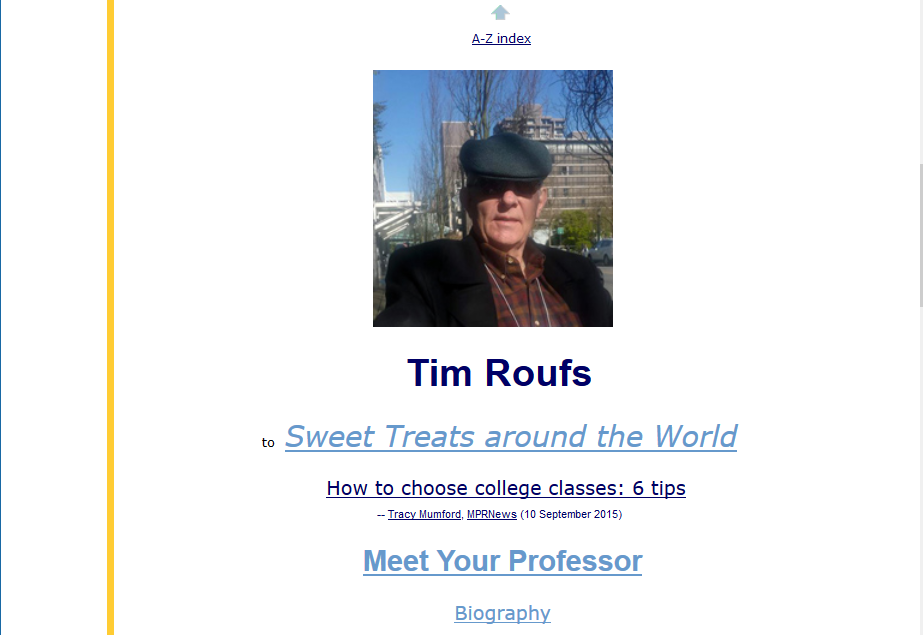 A-Z index
Tim Roufs
to Sweet Treats around the World
How to choose college classes: 6 tips
-- Tracy Mumford, MPRNews (10 September 2015)
Meet Your Professor
Biography